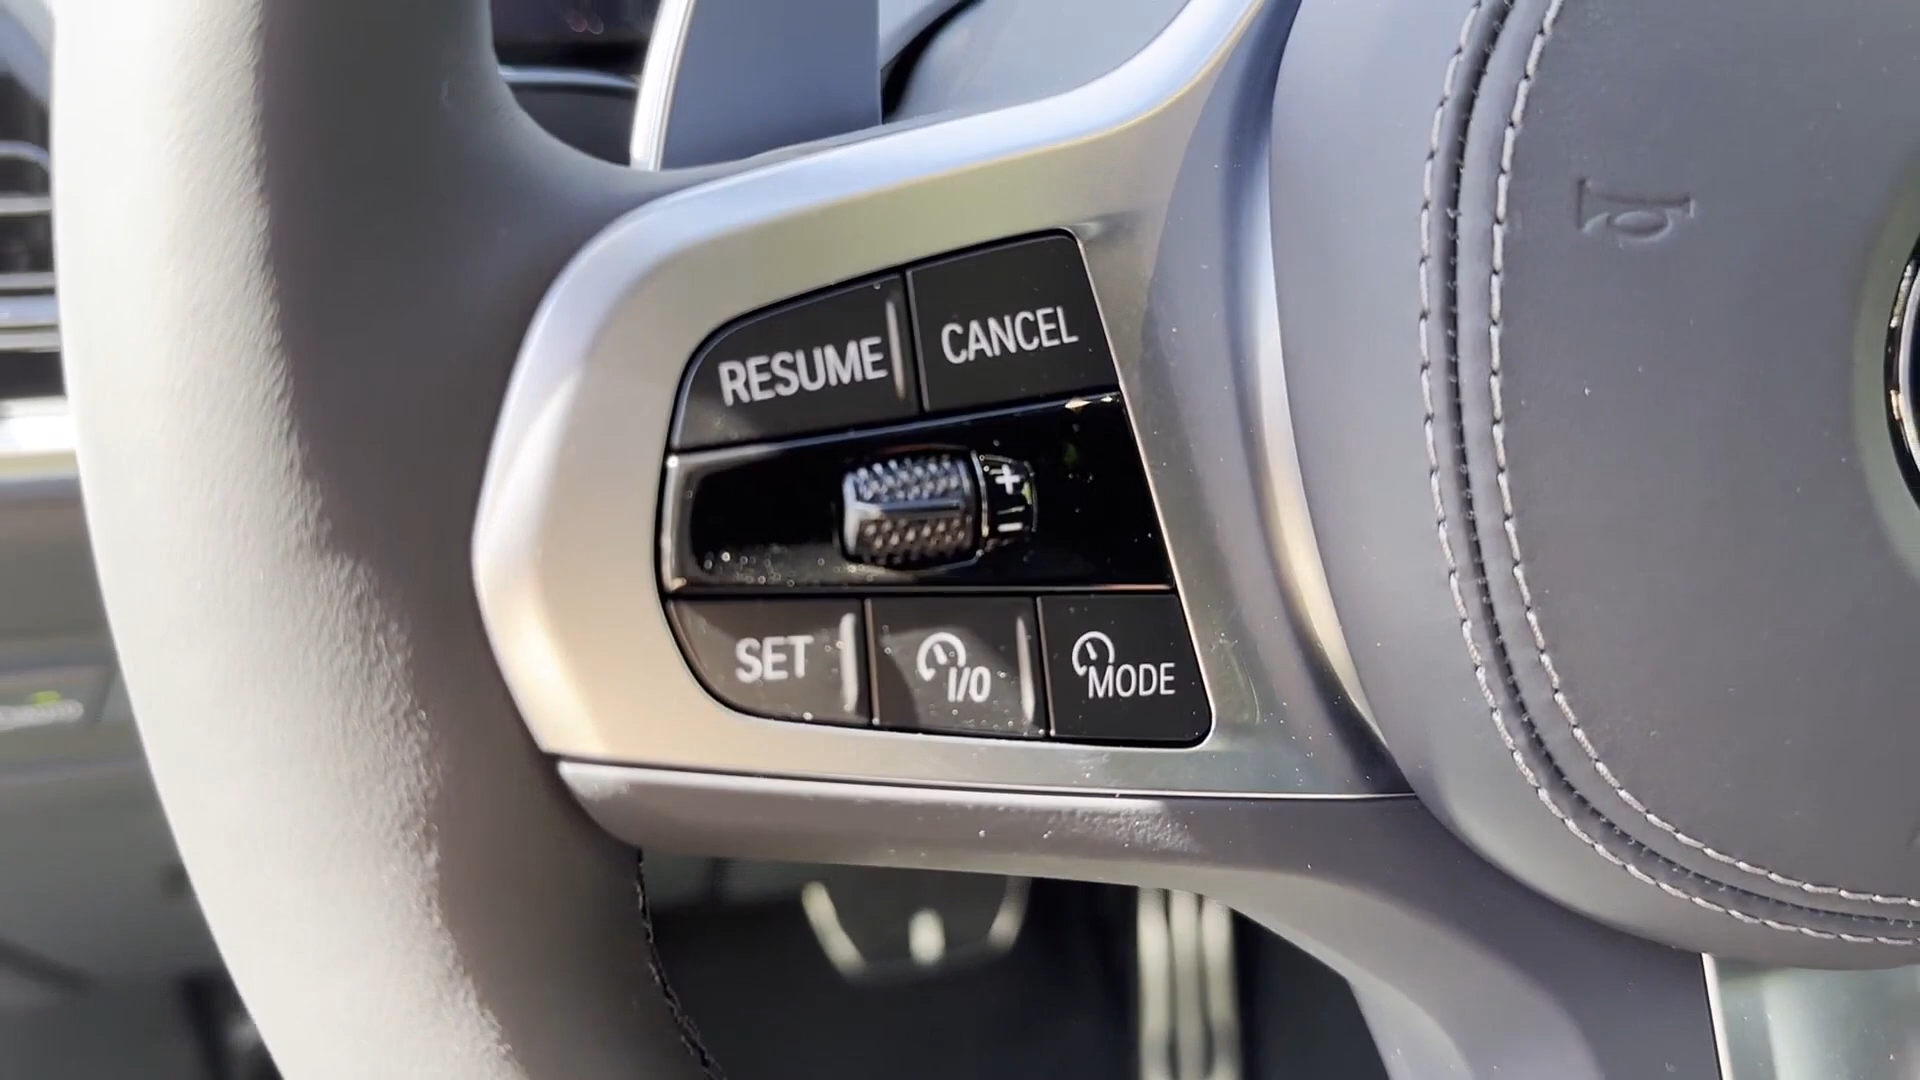 RESUME
CANCEL
+
-
SET
I/O
MODE